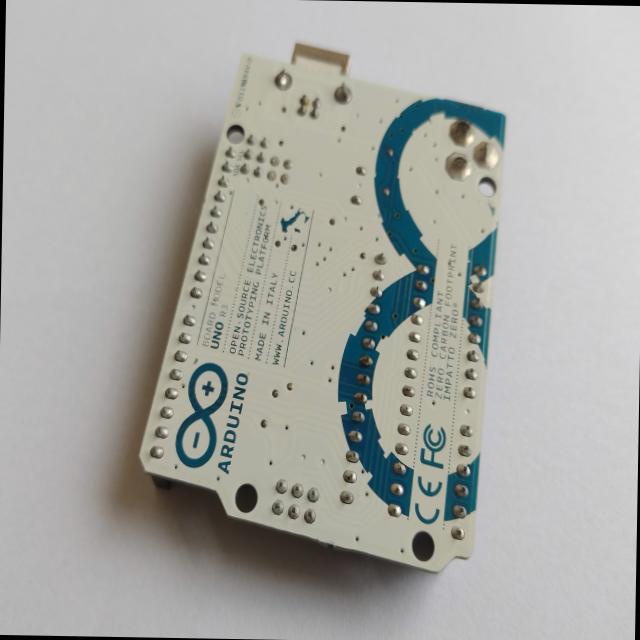 BOARD MODEL
UNO R3
OPEN-SOURCE ELECTRONICS
PROTOTYPING PLATFORM
MADE IN ITALY
WWW.ARDUINO.CC
ARDUINO
ROHS COMPLIANT
ZERO CARBON FOOTPRINT
IMPATTO ZERO®
CE FC